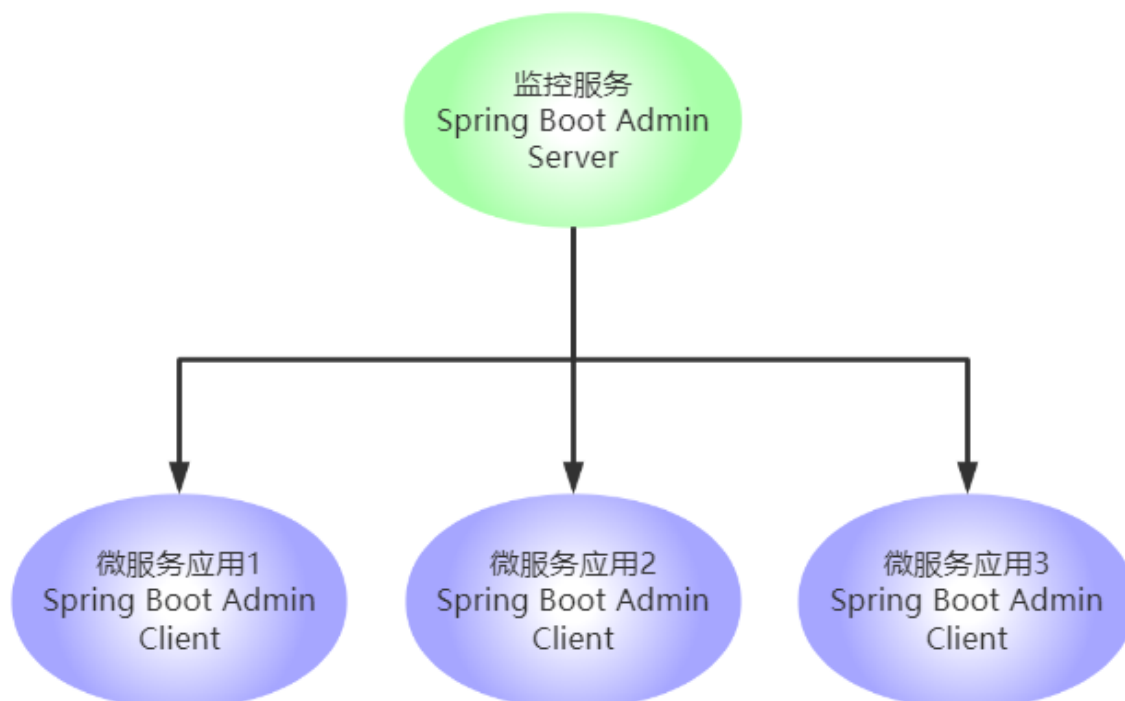 监控服务
Spring Boot Admin
Server
微服务应用1
Spring Boot Admin
Client
微服务应用2
Spring Boot Admin
Client
微服务应用3
Spring Boot Admin
Client